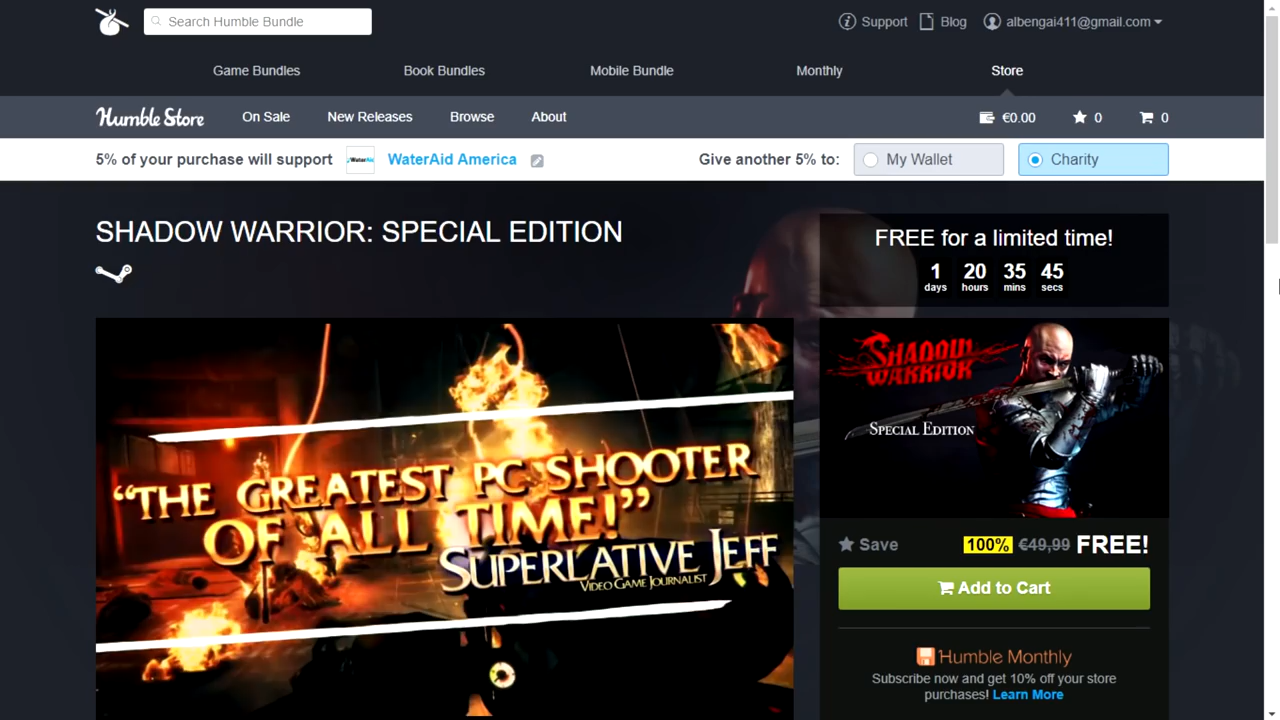 Search Humble Bundle
Support
Blog
albengai411@gmail.com
Game Bundles
Book Bundles
Mobile Bundle
Monthly
Store
Humble Store
On Sale
New Releases
Browse
About
€0.00
0
0
5% of your purchase will support
WaterAid
WaterAid America
Give another 5% to:
My Wallet
Charity
SHADOW WARRIOR: SPECIAL EDITION
FREE for a limited time!
1 20 35 45
days hours mins secs
“THE GREATEST PC SHOOTER
OF ALL TIME!”
SUPERLATIVE JEFF
VIDEO GAME JOURNALIST
SHADOW
WARRIOR
SPECIAL EDITION
Save
100% €49,99 FREE!
Add to Cart
Humble Monthly
Subscribe now and get 10% off your store
purchases! Learn More